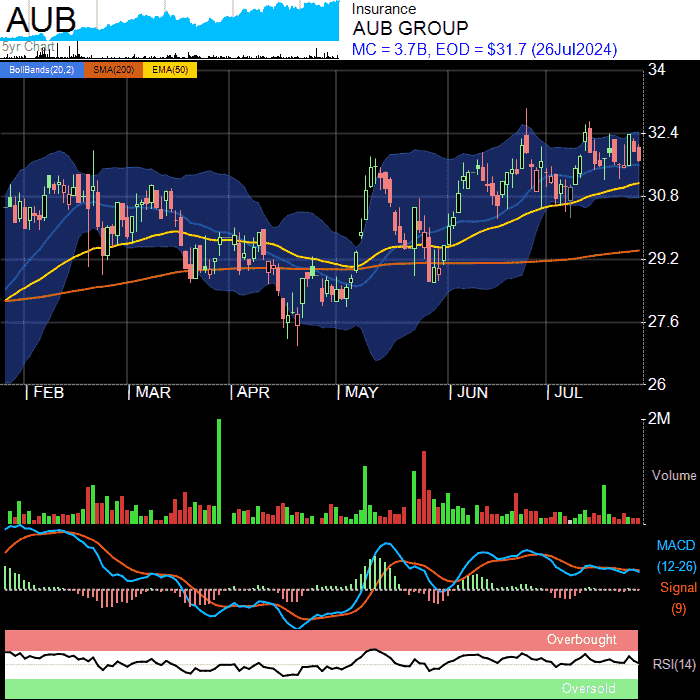 AUB
5yr Chart
Insurance
AUB GROUP
MC = 3.7B, EOD = $31.7 (26Jul2024)
BollBands(20,2) SMA(200) EMA(50)
34
32.4
30.8
29.2
27.6
26
FEB MAR APR MAY JUN JUL
2M
Volume
MACD
(12-26)
Signal
(9)
Overbought
RSI(14)
Oversold